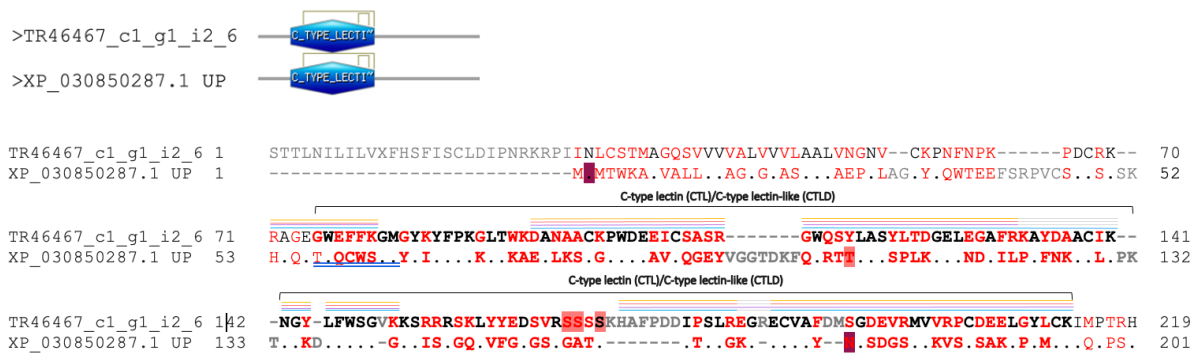 >TR46467_c1_g1_i2_6 C_TYPE_LECTI~
>XP_030850287.1 UP C_TYPE_LECTI~
TR46467_c1_g1_i2_6 1 STTLNILILVXFHSFISCLDIPNRKRPIINLCSTMAGQSVVVVALVVVLAALVNGNV--CKPNFNPK------PDCRK-- 70
XP_030850287.1 UP 1 -----------------------------M.MTWKA.VALL..AG.G.AS...AEP.LAG.Y.QWTEEFSRPVCS..S.SK 52
C-type lectin (CTL)/C-type lectin-like (CTLD)
TR46467_c1_g1_i2_6 71 RAGEGWEFFKGMGYKYFPKGLTWKDANAACKPWDEEICSASR-------GWQSYLASYLTDGELEGAFRKAYDAACIK-- 141
XP_030850287.1 UP 53 H.Q.T.QCWS..Y.I....K..KAE.LKS.G....AV.QGEYVGGTDKFQ.RTT...SPLK...ND.ILP.FNK..L.PK 132
C-type lectin (CTL)/C-type lectin-like (CTLD)
TR46467_c1_g1_i2_6 142 -NGY-LFWSGVKKSRRRSKLYYEDSVRSSSSKHAFPDDIPSLREGRECVAFDMSGDEVRMVVRPCDEELGYLCKIMPTRH 219
XP_030850287.1 UP 133 T..KD......G..IS.GQ.VFG.GS.GAT..........T..GK.....Y..N.SDGS..KVS.SAK.P.M...Q.PS. 201